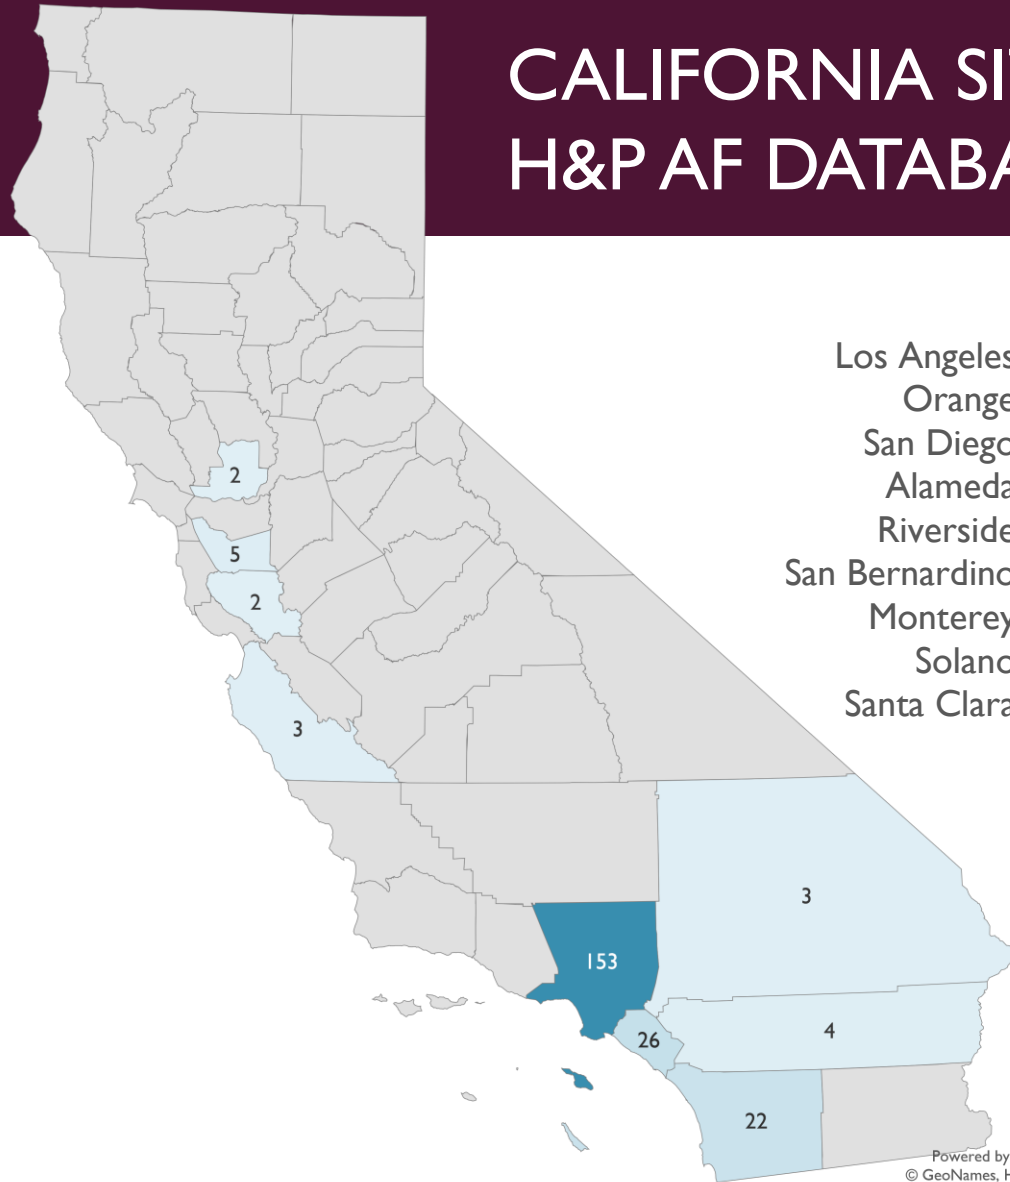 CALIFORNIA SI
H&P AF DATABA
Los Angeles
Orange
San Diego
Alameda
Riverside
San Bernardino
Monterey
Solano
Santa Clara
2
5
2
3
3
153
26
4
22
Powered by
© GeoNames, H